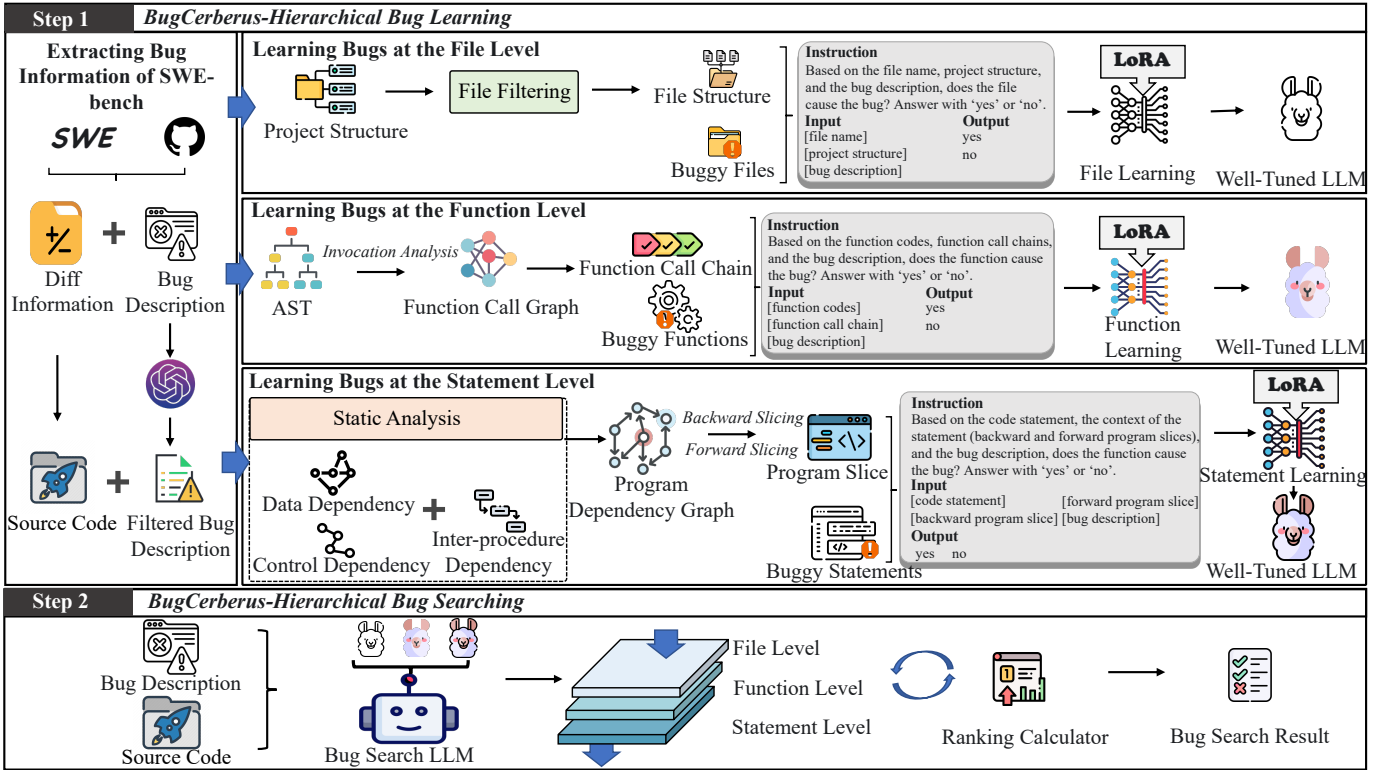 Step 1
BugCerberus-Hierarchical Bug Learning
Extracting Bug
Information of SWE-
bench
SWE
Diff
Information
Bug
Description
Source Code
Filtered Bug
Description
Learning Bugs at the File Level
Project Structure
File Filtering
File Structure
Buggy Files
Instruction
Based on the file name, project structure,
and the bug description, does the file
cause the bug? Answer with ‘yes’ or ‘no’.
Input Output
[file name] yes
[project structure] no
[bug description]
LoRA
File Learning
Well-Tuned LLM
Learning Bugs at the Function Level
AST
Invocation Analysis
Function Call Graph
Function Call Chain
Buggy Functions
Instruction
Based on the function codes, function call chains,
and the bug description, does the function cause
the bug? Answer with ‘yes’ or ‘no’.
Input Output
[function codes] yes
[function call chain] no
[bug description]
LoRA
Function
Learning
Well-Tuned LLM
Learning Bugs at the Statement Level
Static Analysis
Data Dependency
Control Dependency
Inter-procedure
Dependency
Program
Dependency Graph
Backward Slicing
Forward Slicing
Program Slice
Buggy Statements
Instruction
Based on the code statement, the context of the
statement (backward and forward program slices),
and the bug description, does the function cause
the bug? Answer with ‘yes’ or ‘no’.
Input
[code statement] [forward program slice]
[backward program slice] [bug description]
Output
yes no
LoRA
Statement Learning
Well-Tuned LLM
Step 2
BugCerberus-Hierarchical Bug Searching
Bug Description
Source Code
Bug Search LLM
File Level
Function Level
Statement Level
1
Ranking Calculator
Bug Search Result